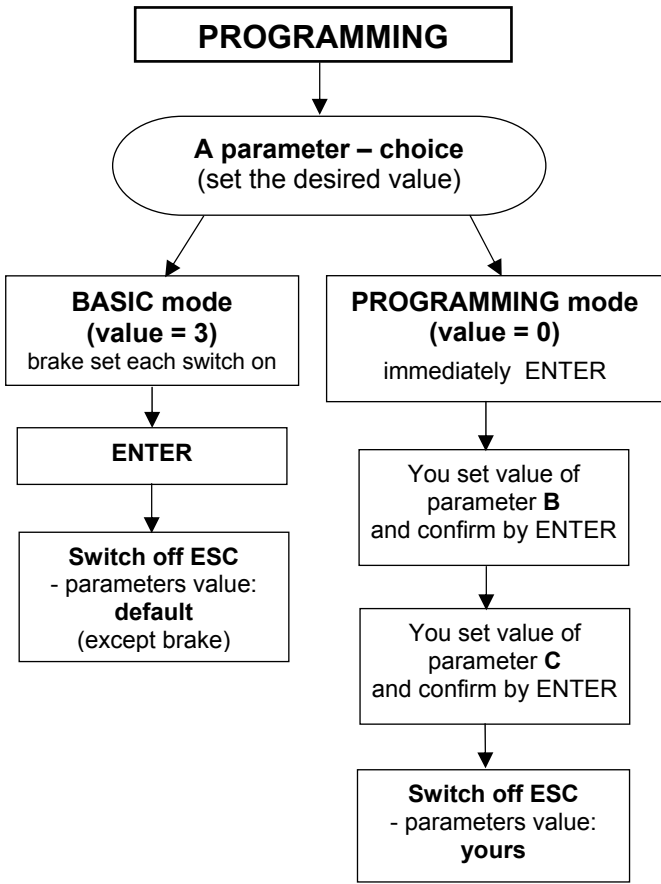 PROGRAMMING
A parameter – choice
(set the desired value)
BASIC mode
(value = 3)
brake set each switch on
ENTER
Switch off ESC
- parameters value:
default
(except brake)
PROGRAMMING mode
(value = 0)
immediately ENTER
You set value of
parameter B
and confirm by ENTER
You set value of
parameter C
and confirm by ENTER
Switch off ESC
- parameters value:
yours